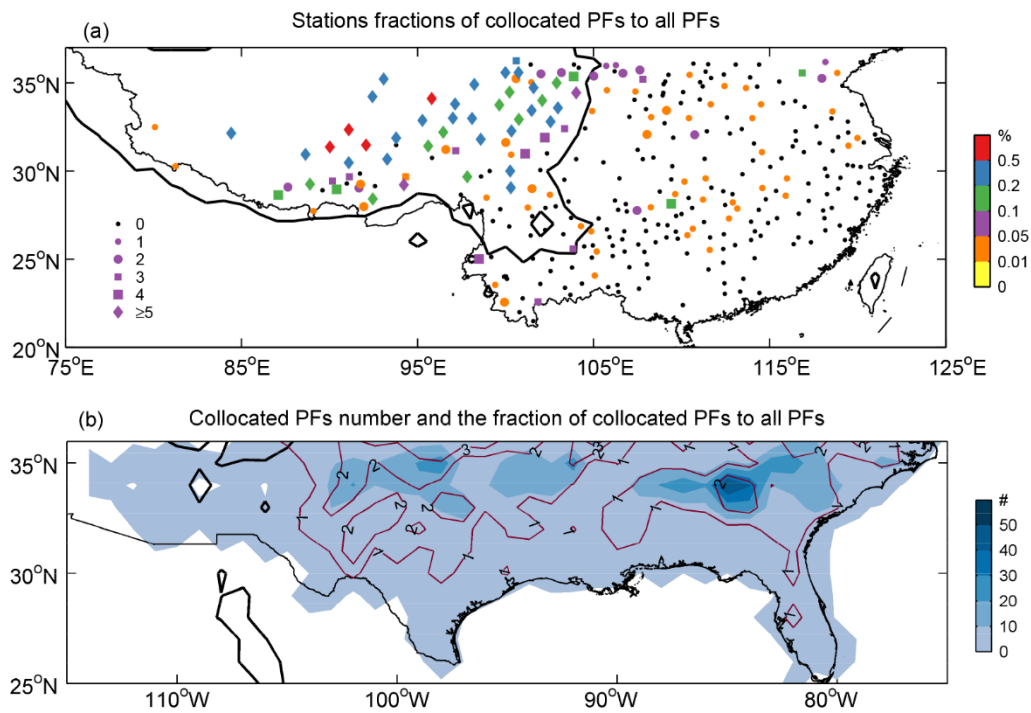 (a)
Stations fractions of collocated PFs to all PFs
35°N
30°N
25°N
20°N
0
1
2
3
4
≥5
75°E
85°E
95°E
105°E
115°E
125°E
%
0.5
0.2
0.1
0.05
0.01
0
(b)
Collocated PFs number and the fraction of collocated PFs to all PFs
35°N
30°N
25°N
110°W
100°W
90°W
80°W
#
50
40
30
20
10
0